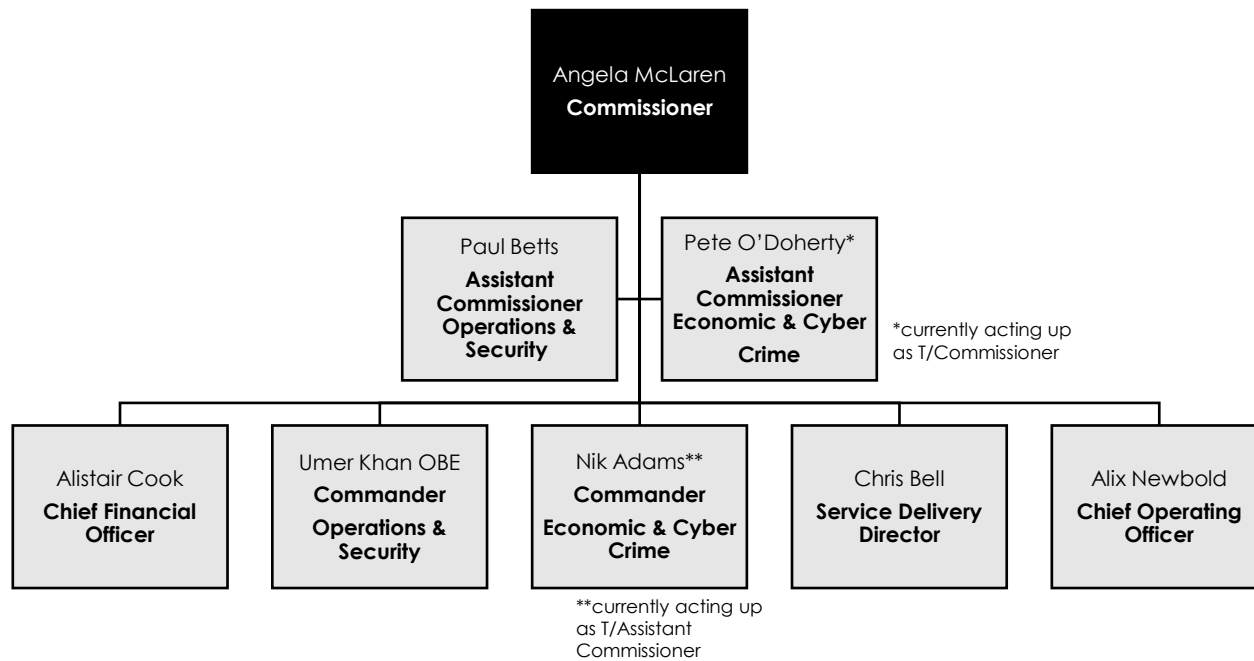 Angela McLaren
Commissioner
Paul Betts
Assistant
Commissioner
Operations &
Security
Pete O’Doherty*
Assistant
Commissioner
Economic & Cyber
Crime
*currently acting up
as T/Commissioner
Alistair Cook
Chief Financial
Officer
Umer Khan OBE
Commander
Operations &
Security
Nik Adams**
Commander
Economic & Cyber
Crime
Chris Bell
Service Delivery
Director
Alix Newbold
Chief Operating
Officer
**currently acting up
as T/Assistant
Commissioner